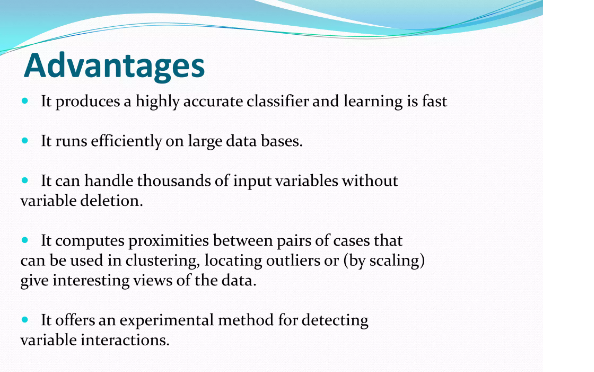 Advantages
• It produces a highly accurate classifier and learning is fast
• It runs efficiently on large data bases.
• It can handle thousands of input variables without
variable deletion.
• It computes proximities between pairs of cases that
can be used in clustering, locating outliers or (by scaling)
give interesting views of the data.
• It offers an experimental method for detecting
variable interactions.